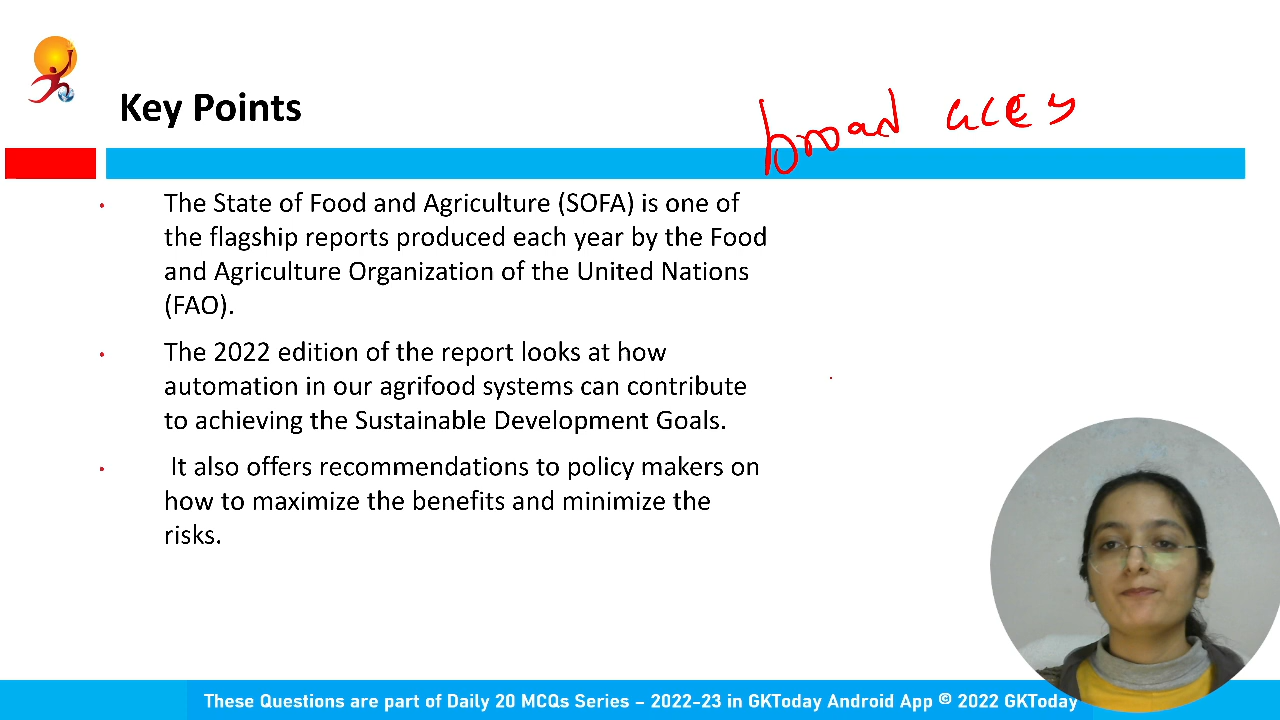 Key Points
broad
The State of Food and Agriculture (SOFA) is one of
the flagship reports produced each year by the Food
and Agriculture Organization of the United Nations
(FAO).
The 2022 edition of the report looks at how
automation in our agrifood systems can contribute
to achieving the Sustainable Development Goals.
It also offers recommendations to policy makers on
how to maximize the benefits and minimize the
risks.
These Questions are part of Daily 20 MCQs Series – 2022-23 in GKToday Android App © 2022 GKToday